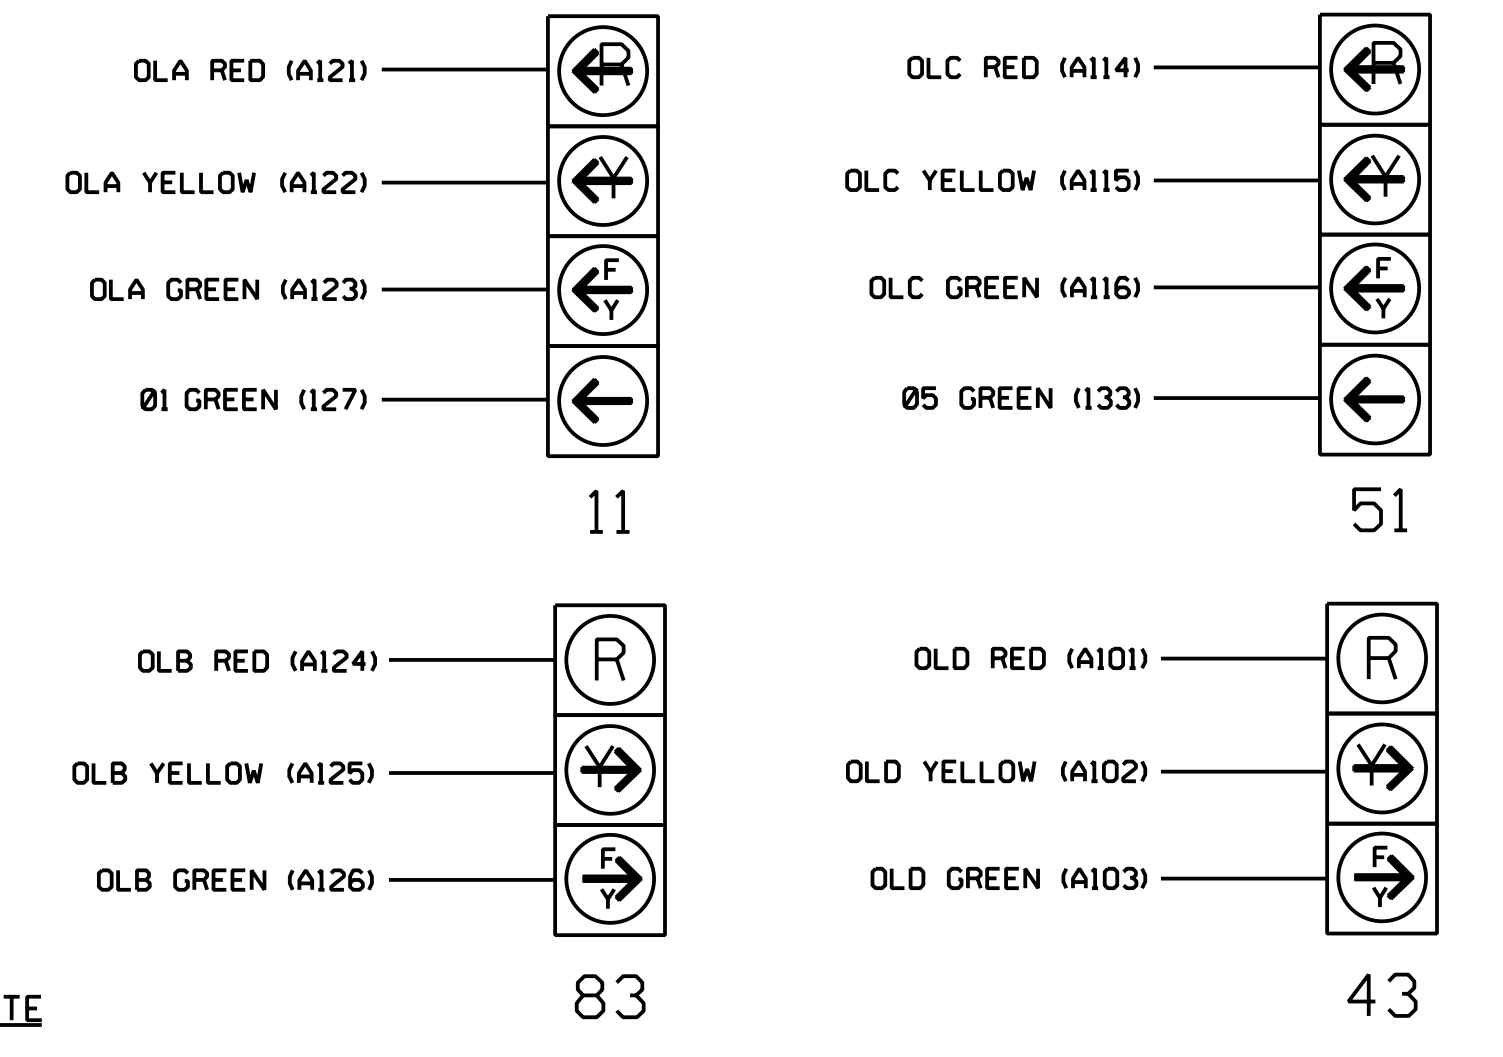 OLA RED (A121)
R
OLA YELLOW (A122)
Y
OLA GREEN (A123)
F
Y
Ø1 GREEN (127)
11
OLC RED (A114)
R
OLC YELLOW (A115)
Y
OLC GREEN (A116)
F
Y
Ø5 GREEN (133)
51
OLB RED (A124)
R
OLB YELLOW (A125)
Y
OLB GREEN (A126)
F
Y
83
OLD RED (A101)
R
OLD YELLOW (A102)
Y
OLD GREEN (A103)
F
Y
43
TE